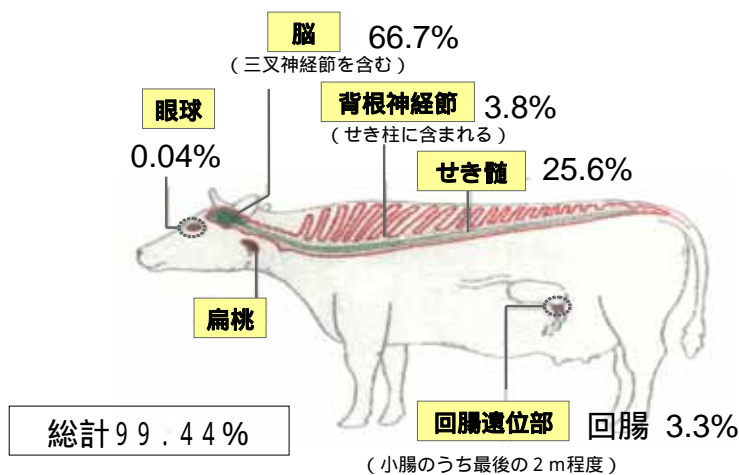 脳 66.7%
(三叉神経節を含む)
眼球
0.04%
背根神経節 3.8%
(せき柱に含まれる)
せき髄 25.6%
扁桃
回腸遠位部 回腸 3.3%
(小腸のうち最後の2m程度)
総計99.44%